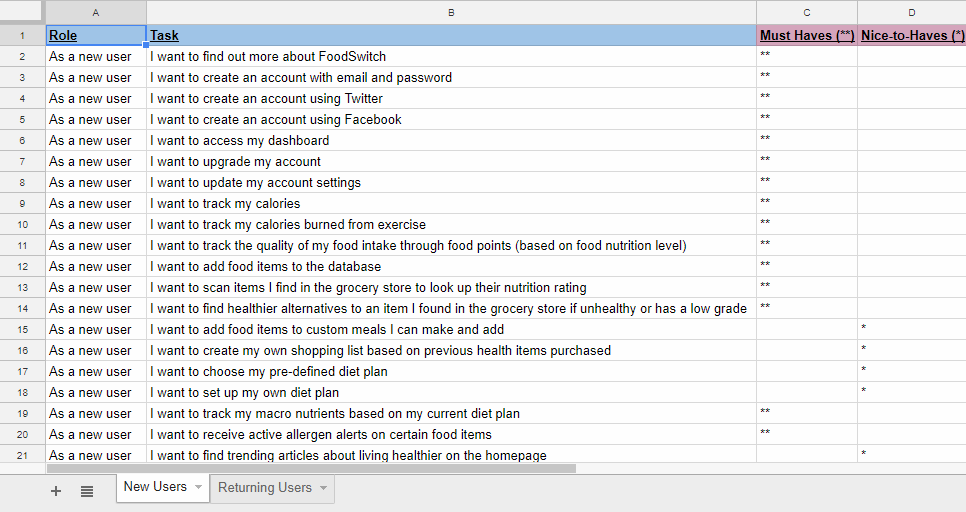 A B C D
1 Role Task Must Haves (**) Nice-to-Haves (*)
2 As a new user I want to find out more about FoodSwitch **
3 As a new user I want to create an account with email and password **
4 As a new user I want to create an account using Twitter **
5 As a new user I want to create an account using Facebook **
6 As a new user I want to access my dashboard **
7 As a new user I want to upgrade my account **
8 As a new user I want to update my account settings **
9 As a new user I want to track my calories **
10 As a new user I want to track my calories burned from exercise **
11 As a new user I want to track the quality of my food intake through food points (based on food nutrition level) **
12 As a new user I want to add food items to the database **
13 As a new user I want to scan items I find in the grocery store to look up their nutrition rating **
14 As a new user I want to find healthier alternatives to an item I found in the grocery store if unhealthy or has a low grade **
15 As a new user I want to add food items to custom meals I can make and add *
16 As a new user I want to create my own shopping list based on previous health items purchased *
17 As a new user I want to choose my pre-defined diet plan *
18 As a new user I want to set up my own diet plan *
19 As a new user I want to track my macro nutrients based on my current diet plan **
20 As a new user I want to receive active allergen alerts on certain food items **
21 As a new user I want to find trending articles about living healthier on the homepage *
New Users Returning Users